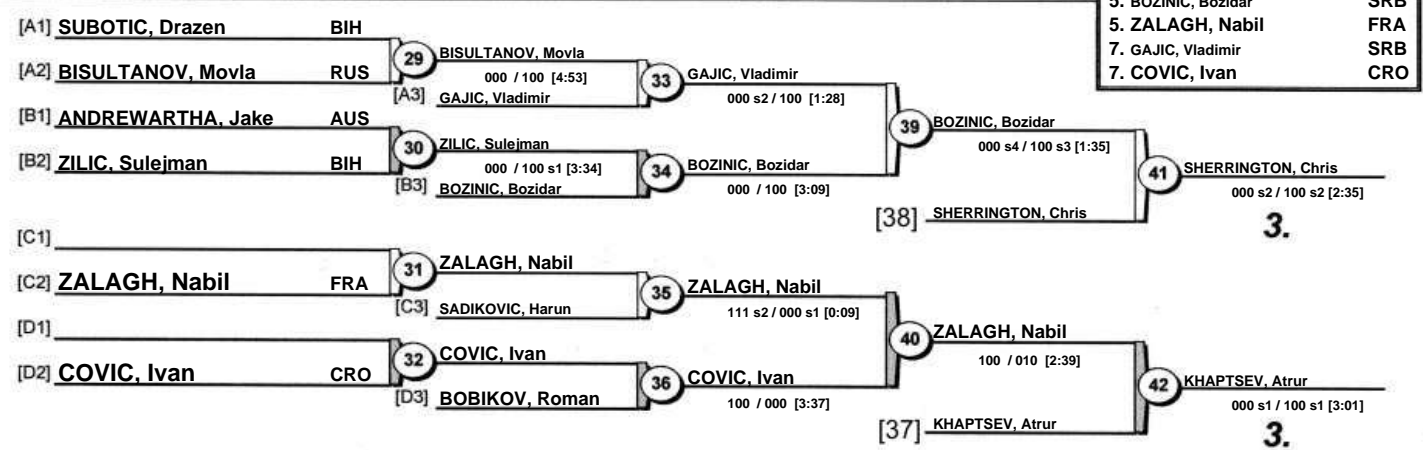 5. BOZINIC, Bozidar SRB
5. ZALAGH, Nabil FRA
7. GAJIC, Vladimir SRB
7. COVIC, Ivan CRO
[A1] SUBOTIC, Drazen BIH
29 BISULTANOV, Movla
[A2] BISULTANOV, Movla RUS
000 / 100 [4:53]
33 GAJIC, Vladimir
[A3] GAJIC, Vladimir
000 s2 / 100 [1:28]
[B1] ANDREWARTHA, Jake AUS
39 BOZINIC, Bozidar
30 ZILIC, Sulejman
000 s4 / 100 s3 [1:35]
[B2] ZILIC, Sulejman BIH
000 / 100 s1 [3:34]
34 BOZINIC, Bozidar
41 SHERRINGTON, Chris
[B3] BOZINIC, Bozidar
000 / 100 [3:09]
000 s2 / 100 s2 [2:35]
[38] SHERRINGTON, Chris
3.
[C1]
31 ZALAGH, Nabil
[C2] ZALAGH, Nabil FRA
35 ZALAGH, Nabil
[C3] SADIKOVIC, Harun
111 s2 / 000 s1 [0:09]
[D1]
40 ZALAGH, Nabil
32 COVIC, Ivan
100 / 010 [2:39]
[D2] COVIC, Ivan CRO
36 COVIC, Ivan
42 KHAPTSEV, Atrur
[D3] BOBIKOV, Roman
100 / 000 [3:37]
000 s1 / 100 s1 [3:01]
[37] KHAPTSEV, Atrur
3.